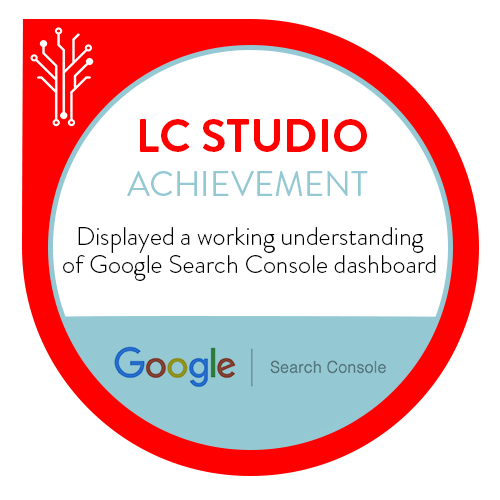 LC STUDIO
ACHIEVEMENT
Displayed a working understanding
of Google Search Console dashboard
Google | Search Console